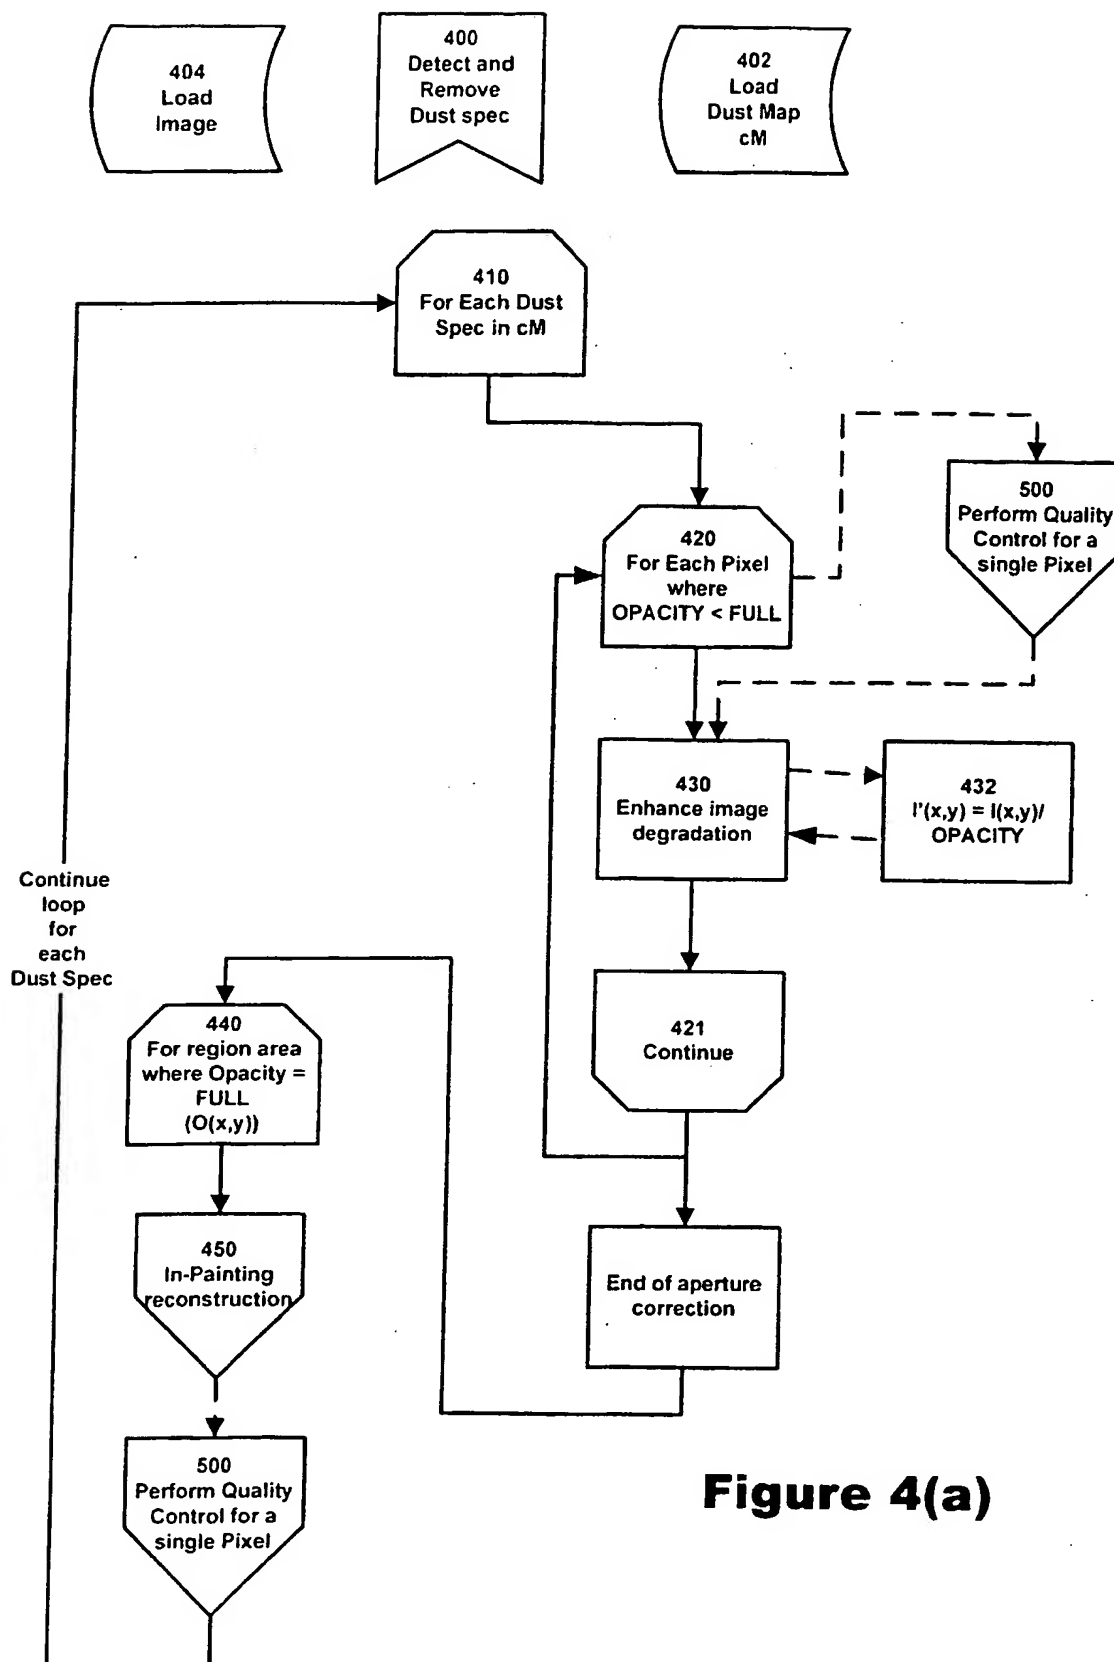 404
Load
Image
400
Detect and
Remove
Dust spec
402
Load
Dust Map
cM
410
For Each Dust
Spec in cM
500
Perform Quality
Control for a
single Pixel
420
For Each Pixel
where
OPACITY < FULL
430
Enhance image
degradation
432
I'(x,y) = I(x,y)/
OPACITY
Continue
loop
for
each
Dust Spec
421
Continue
440
For region area
where Opacity =
FULL
(O(x,y))
450
In-Painting
reconstruction
End of aperture
correction
500
Perform Quality
Control for a
single Pixel
Figure 4(a)